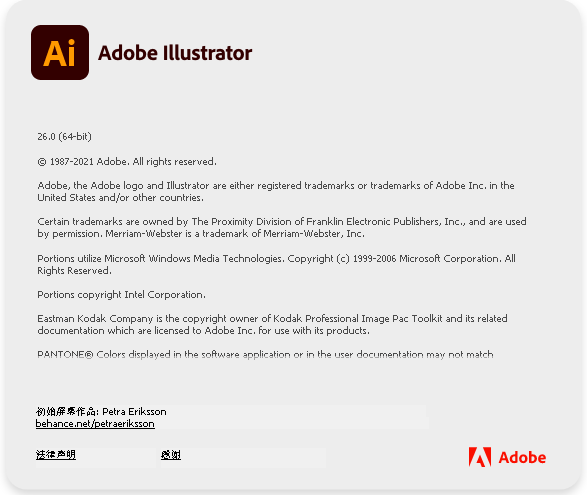 Ai Adobe Illustrator
26.0 (64-bit)
© 1987-2021 Adobe. All rights reserved.
Adobe, the Adobe logo and Illustrator are either registered trademarks or trademarks of Adobe Inc. in the
United States and/or other countries.
Certain trademarks are owned by The Proximity Division of Franklin Electronic Publishers, Inc., and are used
by permission. Merriam-Webster is a trademark of Merriam-Webster, Inc.
Portions utilize Microsoft Windows Media Technologies. Copyright (c) 1999-2006 Microsoft Corporation. All
Rights Reserved.
Portions copyright Intel Corporation.
Eastman Kodak Company is the copyright owner of Kodak Professional Image Pac Toolkit and its related
documentation which are licensed to Adobe Inc. for use with its products.
PANTONE® Colors displayed in the software application or in the user documentation may not match
初始屏幕作品: Petra Eriksson
behance.net/petraeriksson
法律声明 感谢
Adobe